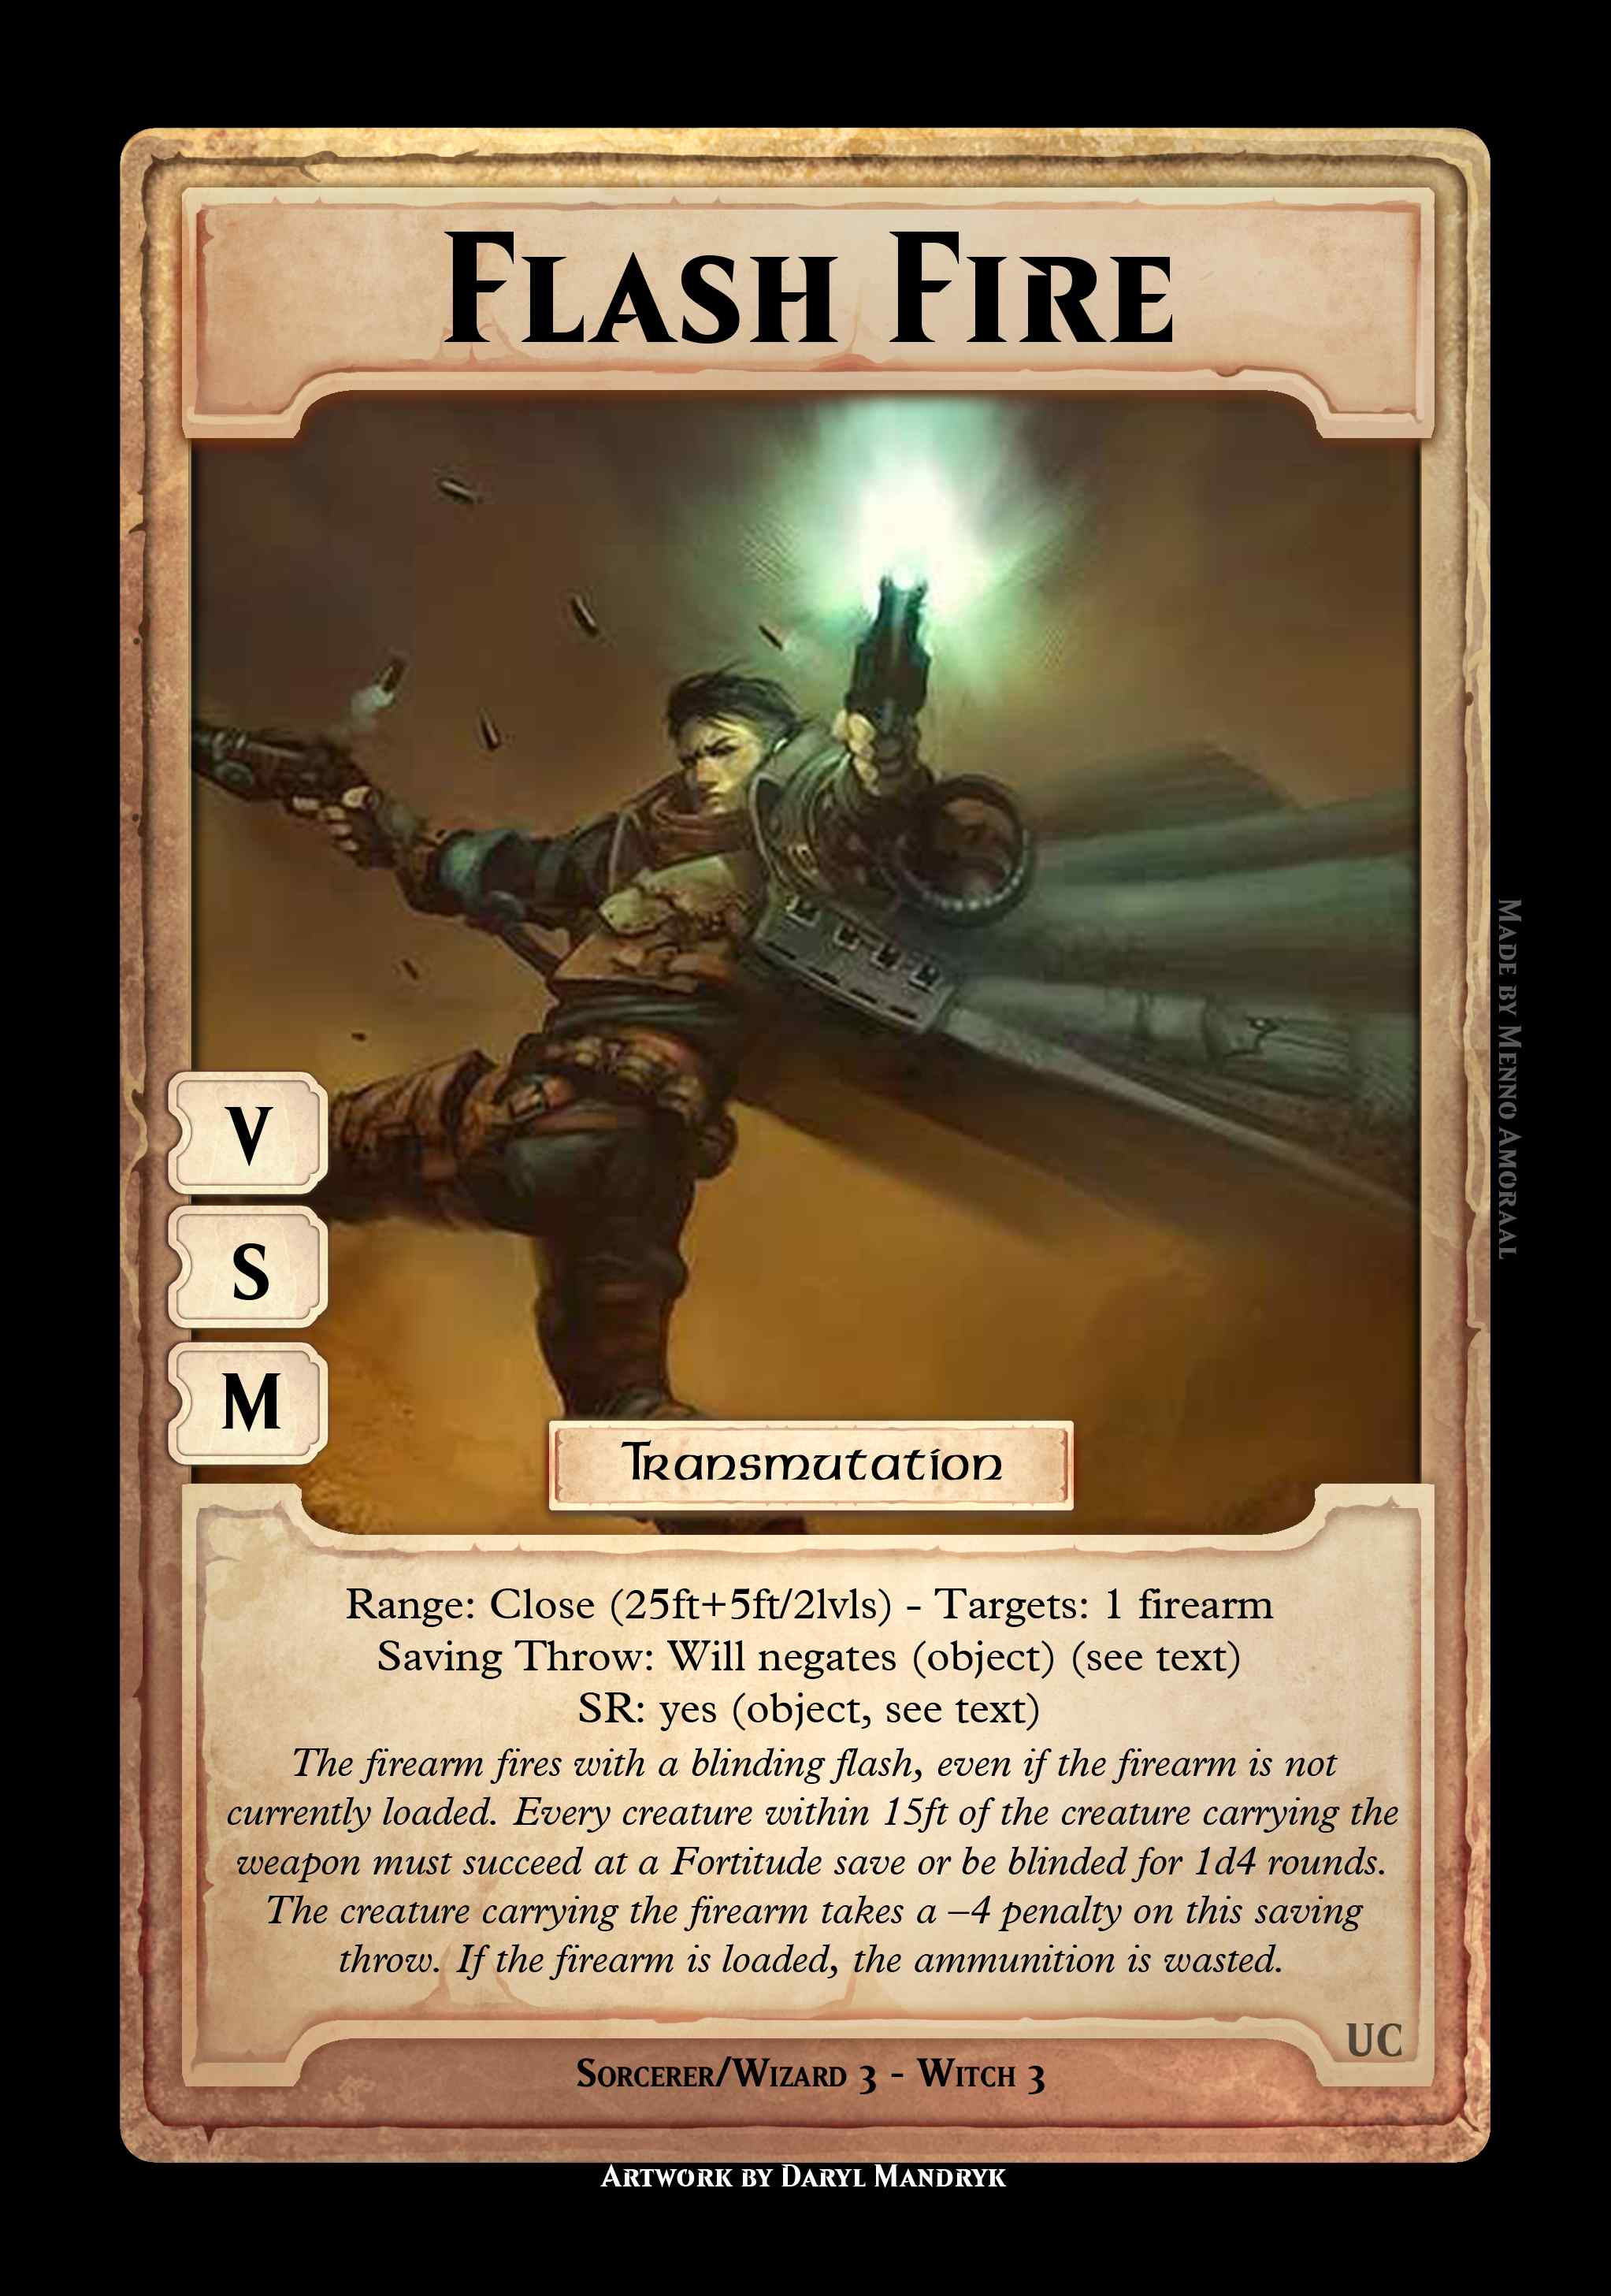 Flash Fire
V
S
M
Transmutation
Range: Close (25ft+5ft/2lvls) - Targets: 1 firearm
Saving Throw: Will negates (object) (see text)
SR: yes (object, see text)
The firearm fires with a blinding flash, even if the firearm is not
currently loaded. Every creature within 15ft of the creature carrying the
weapon must succeed at a Fortitude save or be blinded for 1d4 rounds.
The creature carrying the firearm takes a –4 penalty on this saving
throw. If the firearm is loaded, the ammunition is wasted.
UC
Sorcerer/Wizard 3 - Witch 3
Artwork by Daryl Mandryk
Made by Menno Amoraal